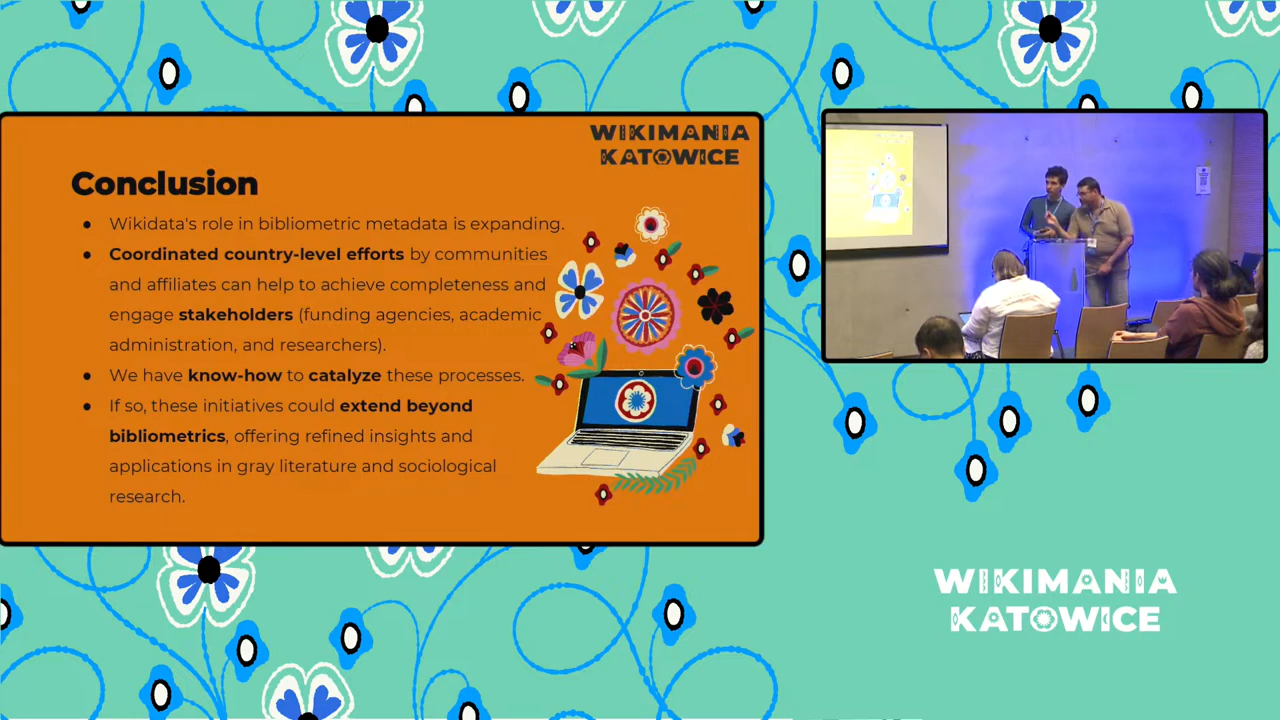 WIKIMANIA
KATOWICE
Conclusion
● Wikidata's role in bibliometric metadata is expanding.
● Coordinated country-level efforts by communities
and affiliates can help to achieve completeness and
engage stakeholders (funding agencies, academic
administration, and researchers).
● We have know-how to catalyze these processes.
● If so, these initiatives could extend beyond
bibliometrics, offering refined insights and
applications in gray literature and sociological
research.
WIKIMANIA
KATOWICE